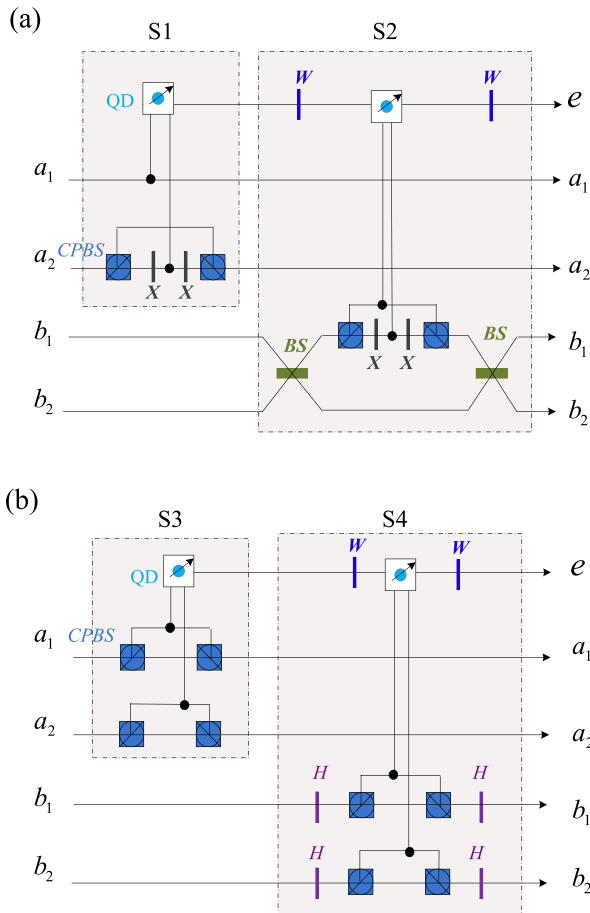 (a)
S1 S2
QD W W e
a₁ a₁
a₂ CPBS a₂
X X
b₁ BS BS b₁
X X
b₂ b₂
(b)
S3 S4
W W
QD e
a₁ CPBS a₁
a₂ a₂
H H
b₁ b₁
H H
b₂ b₂